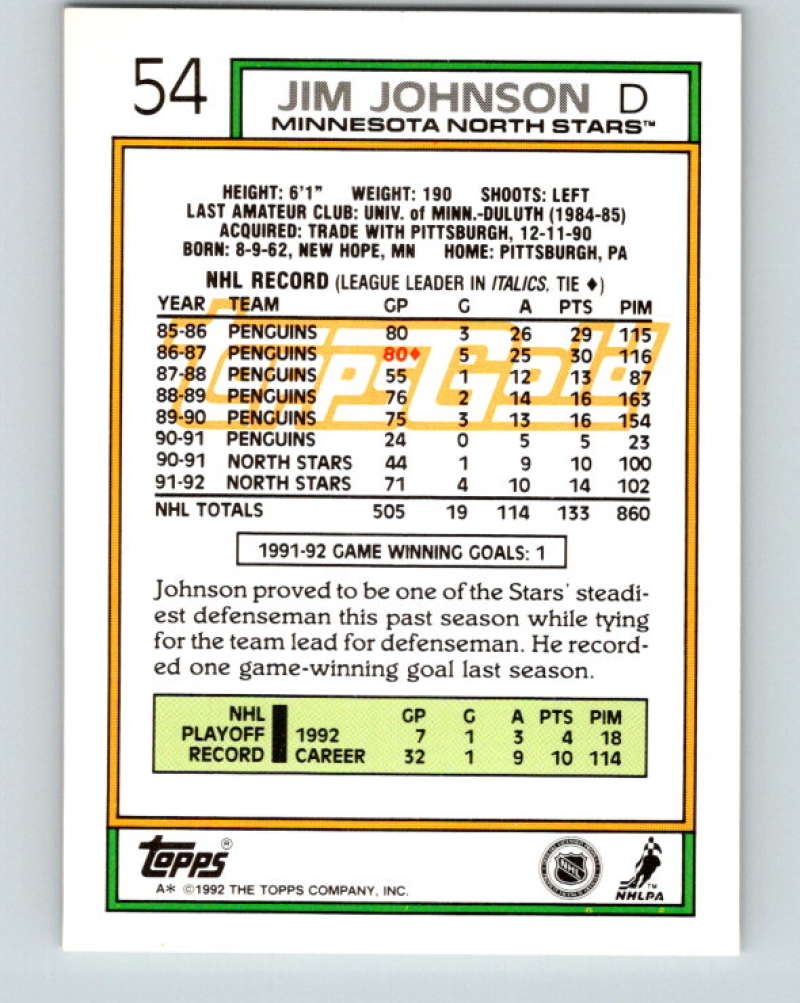 54
JIM JOHNSON D
MINNESOTA NORTH STARS™
HEIGHT: 6'1" WEIGHT: 190 SHOOTS: LEFT
LAST AMATEUR CLUB: UNIV. of MINN.-DULUTH (1984-85)
ACQUIRED: TRADE WITH PITTSBURGH, 12-11-90
BORN: 8-9-62, NEW HOPE, MN HOME: PITTSBURGH, PA
NHL RECORD (LEAGUE LEADER IN ITALICS, TIE ♦)
YEAR TEAM GP G A PTS PIM
85-86 PENGUINS 80 3 26 29 115
86-87 PENGUINS 80♦ 5 25 30 116
87-88 PENGUINS 55 1 12 13 87
88-89 PENGUINS 76 2 14 16 163
89-90 PENGUINS 75 3 13 16 154
90-91 PENGUINS 24 0 5 5 23
90-91 NORTH STARS 44 1 9 10 100
91-92 NORTH STARS 71 4 10 14 102
NHL TOTALS 505 19 114 133 860
ToppsGold
1991-92 GAME WINNING GOALS: 1
Johnson proved to be one of the Stars' steadi-
est defenseman this past season while tying
for the team lead for defenseman. He record-
ed one game-winning goal last season.
NHL GP G A PTS PIM
PLAYOFF 1992 7 1 3 4 18
RECORD CAREER 32 1 9 10 114
TOPPS®
A* ©1992 THE TOPPS COMPANY, INC.
NHL
™
NHLPA